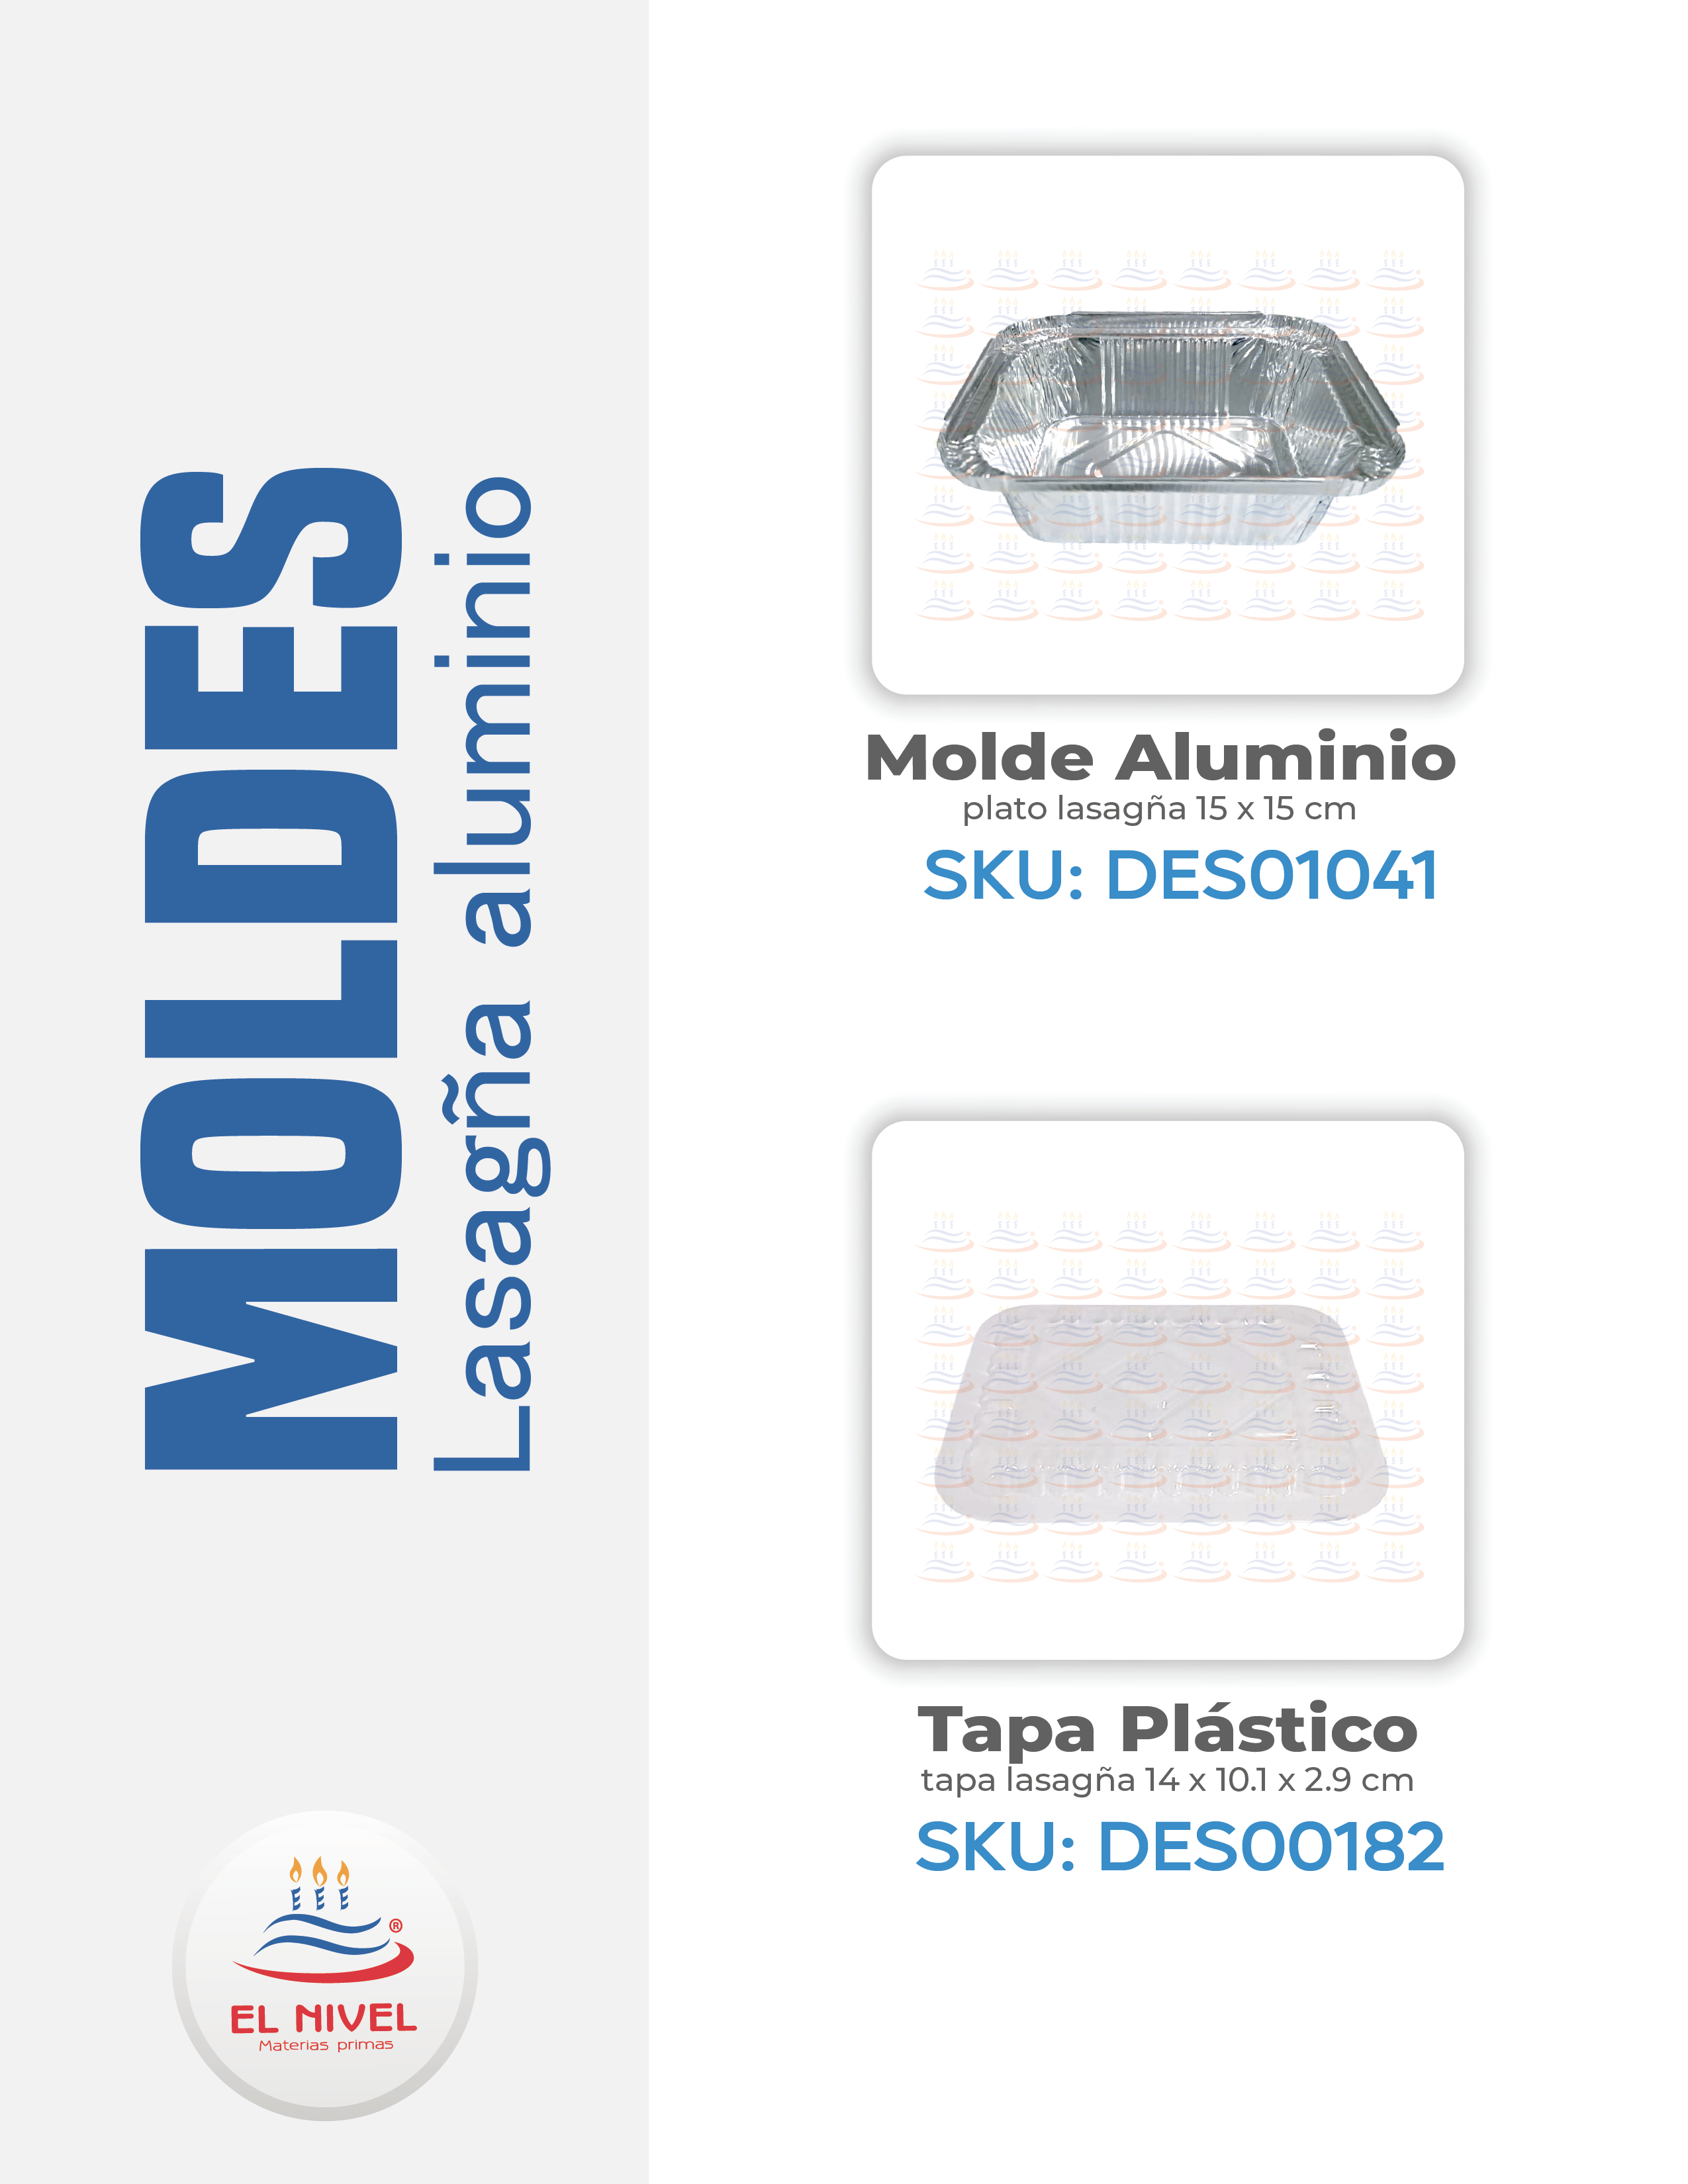 MOLDES
Lasagña aluminio
Molde Aluminio
plato lasagña 15 x 15 cm
SKU: DES01041
Tapa Plástico
tapa lasagña 14 x 10.1 x 2.9 cm
SKU: DES00182
®
EL NIVEL
Materias primas